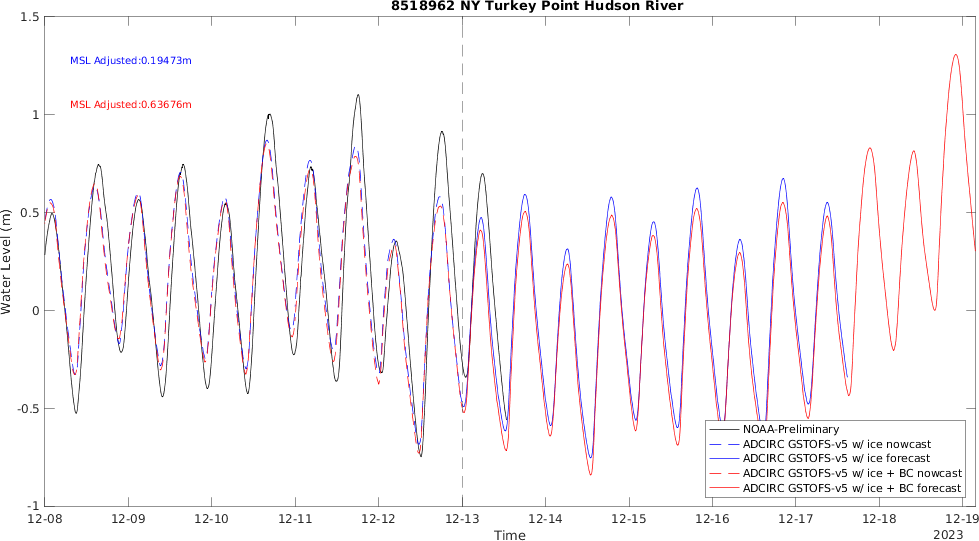 8518962 NY Turkey Point Hudson River
1.5
MSL Adjusted:0.19473m
MSL Adjusted:0.63676m
1
0.5
0
-0.5
-1
Water Level (m)
NOAA-Preliminary
ADCIRC GSTOFS-v5 w/ ice nowcast
ADCIRC GSTOFS-v5 w/ ice forecast
ADCIRC GSTOFS-v5 w/ ice + BC nowcast
ADCIRC GSTOFS-v5 w/ ice + BC forecast
12-08 12-09 12-10 12-11 12-12 12-13 12-14 12-15 12-16 12-17 12-18 12-19
Time
2023